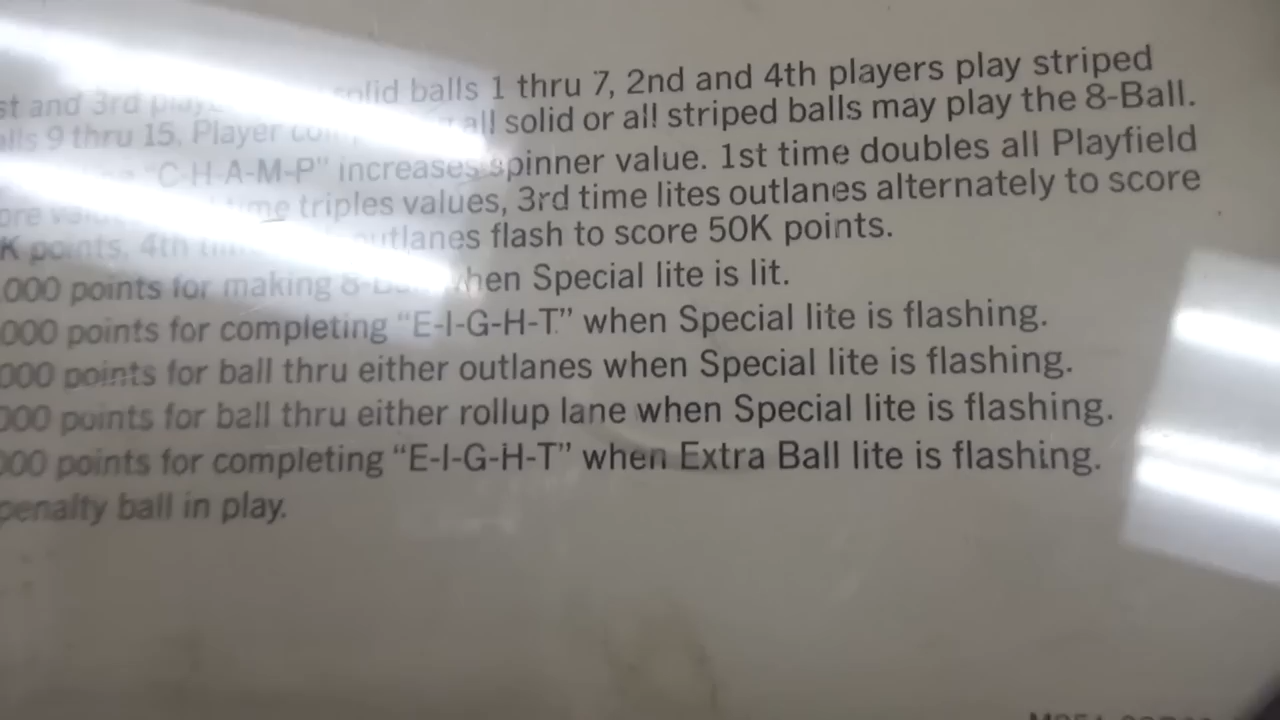 st and 3rd solid balls 1 thru 7, 2nd and 4th players play striped
alls 9 thru 15. Player all solid or all striped balls may play the 8-Ball.
"C-H-A-M-P" increases spinner value. 1st time doubles all Playfield
ore time triples values, 3rd time lites outlanes alternately to score
K points. 4th outlanes flash to score 50K points.
000 points for making when Special lite is lit.
000 points for completing “E-I-G-H-T” when Special lite is flashing.
000 points for ball thru either outlanes when Special lite is flashing.
000 points for ball thru either rollup lane when Special lite is flashing.
000 points for completing “E-I-G-H-T” when Extra Ball lite is flashing.
penalty ball in play.